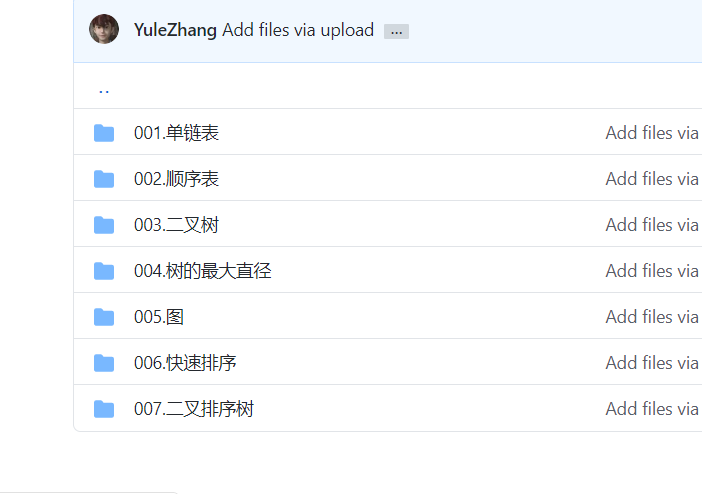 YuleZhang Add files via upload ...
..
001.单链表 Add files via
002.顺序表 Add files via
003.二叉树 Add files via
004.树的最大直径 Add files via
005.图 Add files via
006.快速排序 Add files via
007.二叉排序树 Add files via